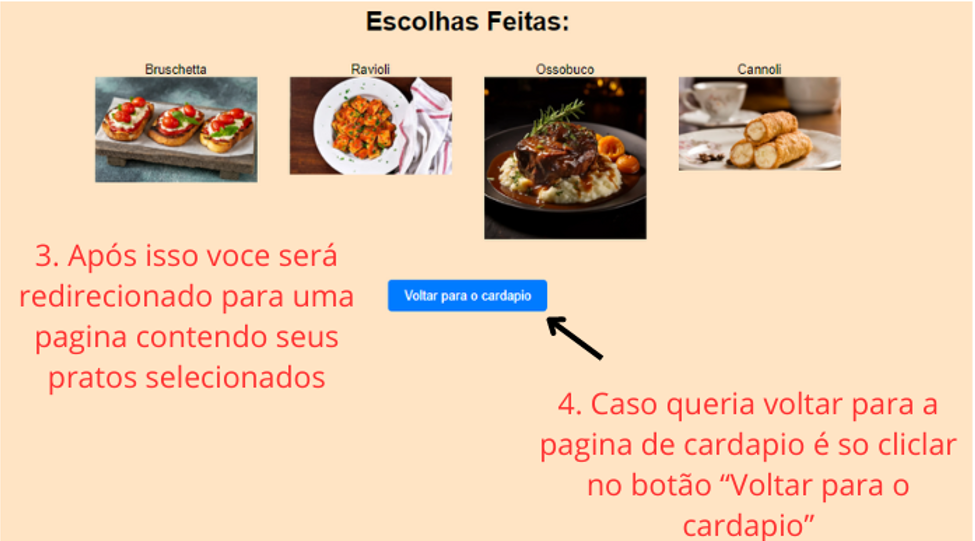 Escolhas Feitas:
Bruschetta
Ravioli
Ossobuco
Cannoli
3. Após isso voce será
redirecionado para uma
pagina contendo seus
pratos selecionados
Voltar para o cardapio
4. Caso queria voltar para a
pagina de cardapio é so cliclar
no botão “Voltar para o
cardapio”